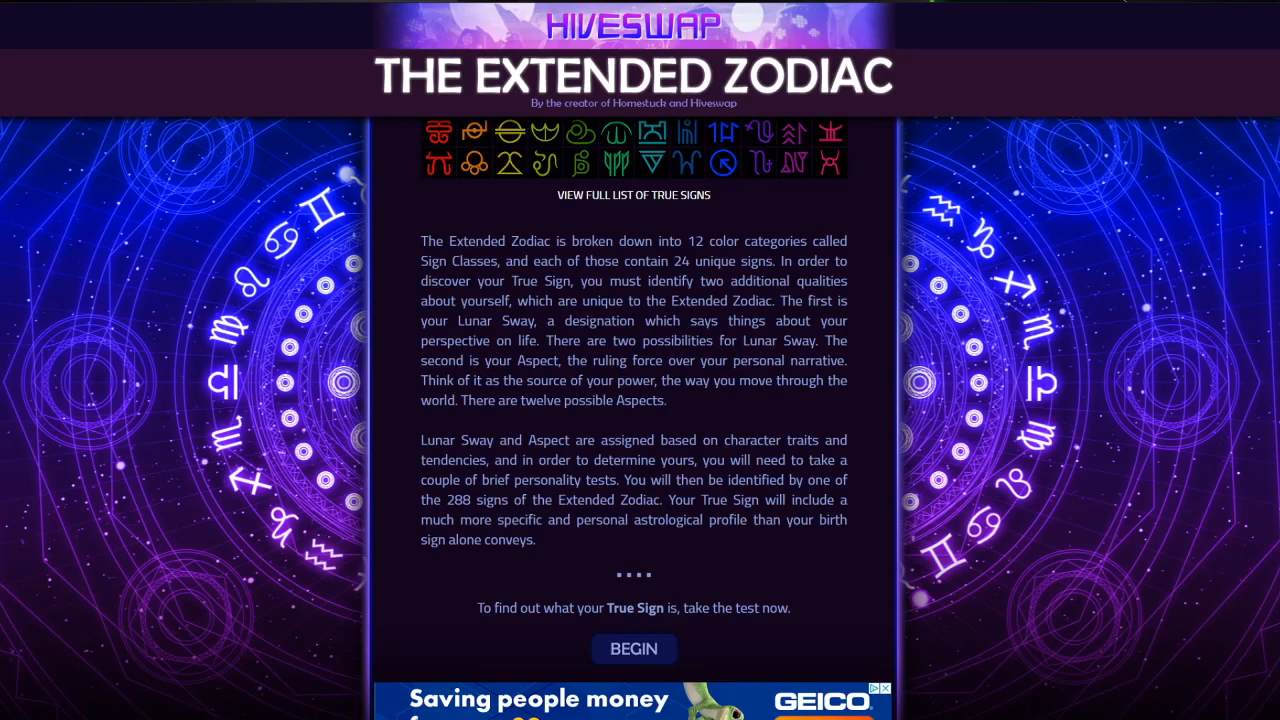 HIVESWAP
THE EXTENDED ZODIAC
By the creator of Homestuck and Hiveswap
VIEW FULL LIST OF TRUE SIGNS
The Extended Zodiac is broken down into 12 color categories called
Sign Classes, and each of those contain 24 unique signs. In order to
discover your True Sign, you must identify two additional qualities
about yourself, which are unique to the Extended Zodiac. The first is
your Lunar Sway, a designation which says things about your
perspective on life. There are two possibilities for Lunar Sway. The
second is your Aspect, the ruling force over your personal narrative.
Think of it as the source of your power, the way you move through the
world. There are twelve possible Aspects.
Lunar Sway and Aspect are assigned based on character traits and
tendencies, and in order to determine yours, you will need to take a
couple of brief personality tests. You will then be identified by one of
the 288 signs of the Extended Zodiac. Your True Sign will include a
much more specific and personal astrological profile than your birth
sign alone conveys.
To find out what your True Sign is, take the test now.
BEGIN
Saving people money
GEICO